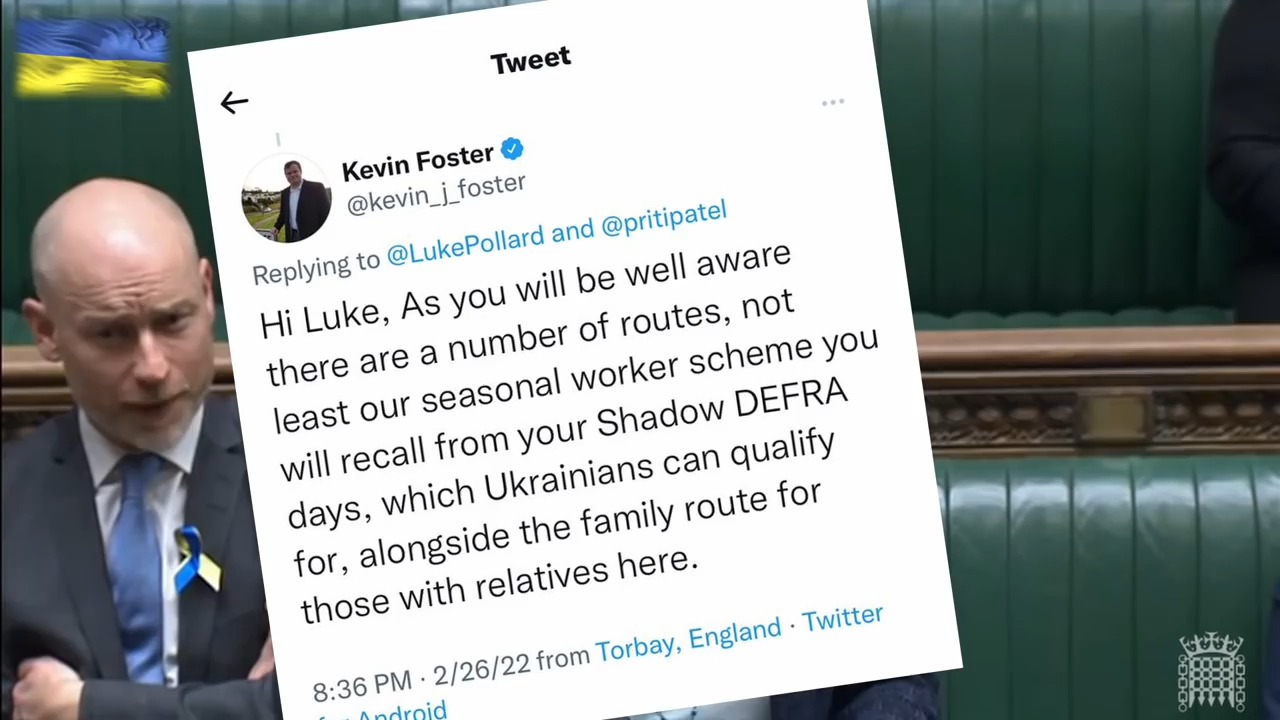 Tweet
Kevin Foster
@kevin_j_foster
Replying to @LukePollard and @pritipatel
Hi Luke, As you will be well aware
there are a number of routes, not
least our seasonal worker scheme you
will recall from your Shadow DEFRA
days, which Ukrainians can qualify
for, alongside the family route for
those with relatives here.
8:36 PM · 2/26/22 from Torbay, England · Twitter
for Android